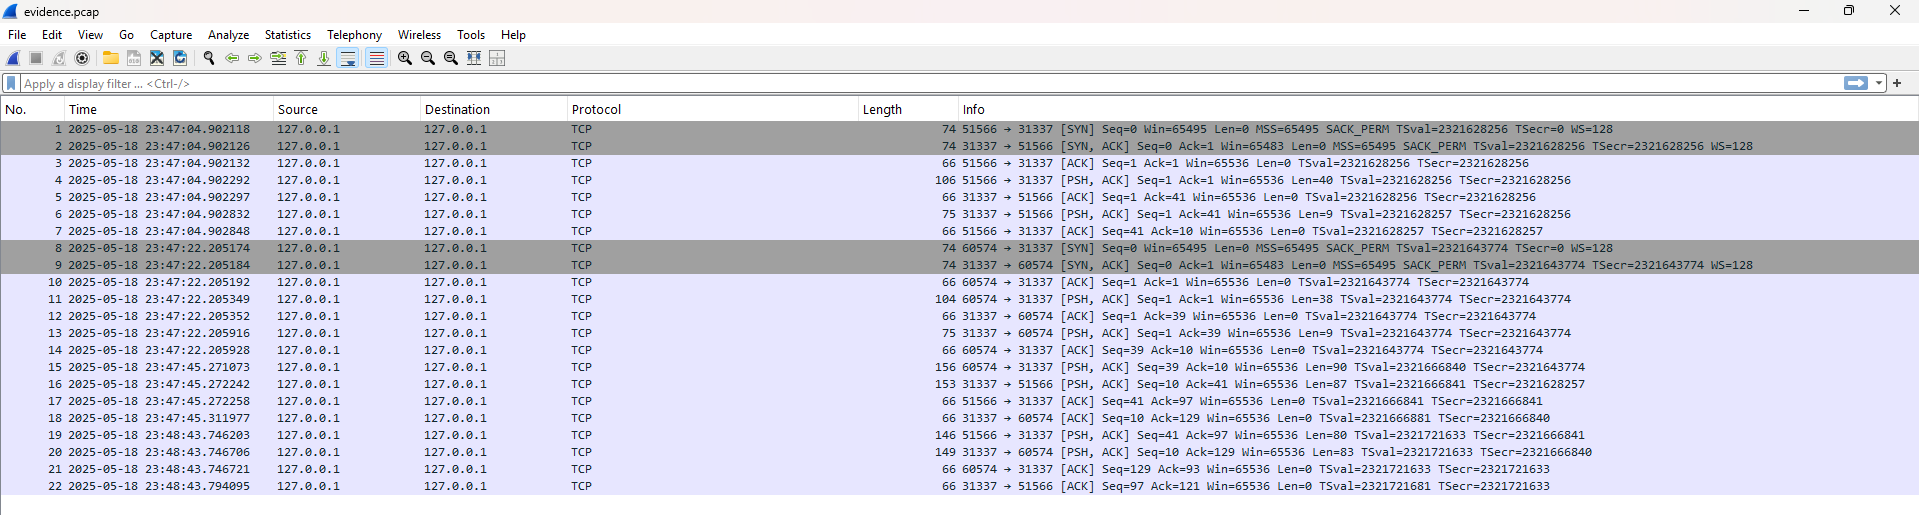 evidence.pcap
File Edit View Go Capture Analyze Statistics Telephony Wireless Tools Help
Apply a display filter ... <Ctrl-/>
No. Time Source Destination Protocol Length Info
1 2025-05-18 23:47:04.902118 127.0.0.1 127.0.0.1 TCP 74 51566 → 31337 [SYN] Seq=0 Win=65495 Len=0 MSS=65495 SACK_PERM TSval=2321628256 TSecr=0 WS=128
2 2025-05-18 23:47:04.902126 127.0.0.1 127.0.0.1 TCP 74 31337 → 51566 [SYN, ACK] Seq=0 Ack=1 Win=65483 Len=0 MSS=65495 SACK_PERM TSval=2321628256 TSecr=2321628256 WS=128
3 2025-05-18 23:47:04.902132 127.0.0.1 127.0.0.1 TCP 66 51566 → 31337 [ACK] Seq=1 Ack=1 Win=65536 Len=0 TSval=2321628256 TSecr=2321628256
4 2025-05-18 23:47:04.902292 127.0.0.1 127.0.0.1 TCP 106 51566 → 31337 [PSH, ACK] Seq=1 Ack=1 Win=65536 Len=40 TSval=2321628256 TSecr=2321628256
5 2025-05-18 23:47:04.902297 127.0.0.1 127.0.0.1 TCP 66 31337 → 51566 [ACK] Seq=1 Ack=41 Win=65536 Len=0 TSval=2321628256 TSecr=2321628256
6 2025-05-18 23:47:04.902832 127.0.0.1 127.0.0.1 TCP 75 31337 → 51566 [PSH, ACK] Seq=1 Ack=41 Win=65536 Len=9 TSval=2321628257 TSecr=2321628256
7 2025-05-18 23:47:04.902848 127.0.0.1 127.0.0.1 TCP 66 51566 → 31337 [ACK] Seq=41 Ack=10 Win=65536 Len=0 TSval=2321628257 TSecr=2321628257
8 2025-05-18 23:47:22.205174 127.0.0.1 127.0.0.1 TCP 74 60574 → 31337 [SYN] Seq=0 Win=65495 Len=0 MSS=65495 SACK_PERM TSval=2321643774 TSecr=0 WS=128
9 2025-05-18 23:47:22.205184 127.0.0.1 127.0.0.1 TCP 74 31337 → 60574 [SYN, ACK] Seq=0 Ack=1 Win=65483 Len=0 MSS=65495 SACK_PERM TSval=2321643774 TSecr=2321643774 WS=128
10 2025-05-18 23:47:22.205192 127.0.0.1 127.0.0.1 TCP 66 60574 → 31337 [ACK] Seq=1 Ack=1 Win=65536 Len=0 TSval=2321643774 TSecr=2321643774
11 2025-05-18 23:47:22.205349 127.0.0.1 127.0.0.1 TCP 104 60574 → 31337 [PSH, ACK] Seq=1 Ack=1 Win=65536 Len=38 TSval=2321643774 TSecr=2321643774
12 2025-05-18 23:47:22.205352 127.0.0.1 127.0.0.1 TCP 66 31337 → 60574 [ACK] Seq=1 Ack=39 Win=65536 Len=0 TSval=2321643774 TSecr=2321643774
13 2025-05-18 23:47:22.205916 127.0.0.1 127.0.0.1 TCP 75 31337 → 60574 [PSH, ACK] Seq=1 Ack=39 Win=65536 Len=9 TSval=2321643774 TSecr=2321643774
14 2025-05-18 23:47:22.205928 127.0.0.1 127.0.0.1 TCP 66 60574 → 31337 [ACK] Seq=39 Ack=10 Win=65536 Len=0 TSval=2321643774 TSecr=2321643774
15 2025-05-18 23:47:45.271073 127.0.0.1 127.0.0.1 TCP 156 60574 → 31337 [PSH, ACK] Seq=39 Ack=10 Win=65536 Len=90 TSval=2321666840 TSecr=2321643774
16 2025-05-18 23:47:45.272242 127.0.0.1 127.0.0.1 TCP 153 31337 → 51566 [PSH, ACK] Seq=10 Ack=41 Win=65536 Len=87 TSval=2321666841 TSecr=2321628257
17 2025-05-18 23:47:45.272258 127.0.0.1 127.0.0.1 TCP 66 51566 → 31337 [ACK] Seq=41 Ack=97 Win=65536 Len=0 TSval=2321666841 TSecr=2321666841
18 2025-05-18 23:47:45.311977 127.0.0.1 127.0.0.1 TCP 66 31337 → 60574 [ACK] Seq=10 Ack=129 Win=65536 Len=0 TSval=2321666881 TSecr=2321666840
19 2025-05-18 23:48:43.746203 127.0.0.1 127.0.0.1 TCP 146 51566 → 31337 [PSH, ACK] Seq=41 Ack=97 Win=65536 Len=80 TSval=2321721633 TSecr=2321666841
20 2025-05-18 23:48:43.746706 127.0.0.1 127.0.0.1 TCP 149 31337 → 60574 [PSH, ACK] Seq=10 Ack=129 Win=65536 Len=83 TSval=2321721633 TSecr=2321666840
21 2025-05-18 23:48:43.746721 127.0.0.1 127.0.0.1 TCP 66 60574 → 31337 [ACK] Seq=129 Ack=93 Win=65536 Len=0 TSval=2321721633 TSecr=2321721633
22 2025-05-18 23:48:43.794095 127.0.0.1 127.0.0.1 TCP 66 31337 → 51566 [ACK] Seq=97 Ack=121 Win=65536 Len=0 TSval=2321721681 TSecr=2321721633